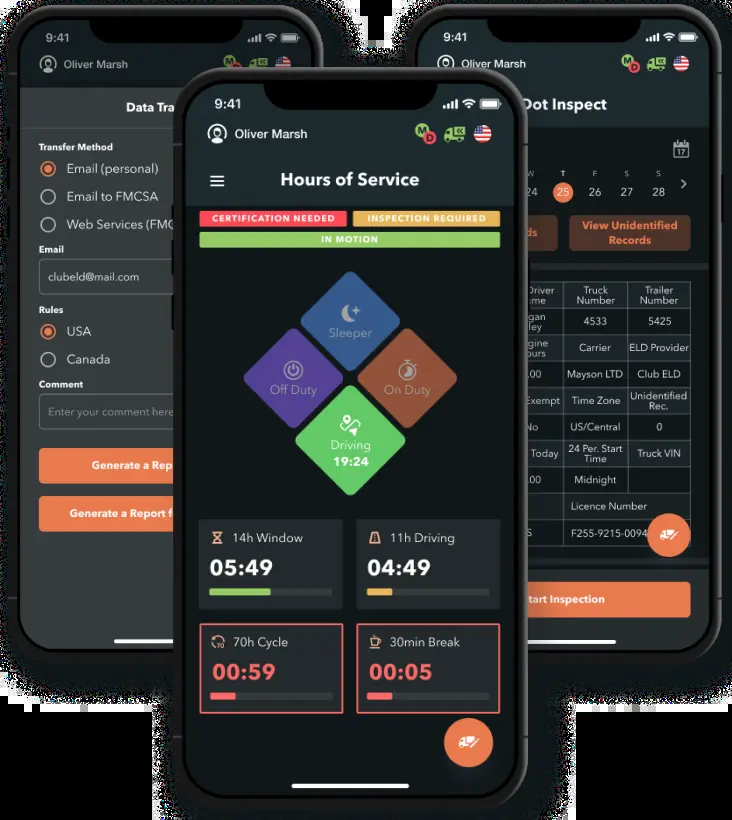 9:41
Oliver Marsh
Data Tra
Transfer Method
Email (personal)
Email to FMCSA
Web Services (FMC
Email
clubeld@mail.com
Rules
USA
Canada
Comment
Enter your comment here
Generate a Rep
Generate a Report f
9:41
Oliver Marsh
M
D
Hours of Service
CERTIFICATION NEEDED
INSPECTION REQUIRED
IN MOTION
Sleeper
Off Duty
On Duty
Driving
19:24
14h Window
05:49
11h Driving
04:49
70
70h Cycle
00:59
30min Break
00:05
9:41
Oliver Marsh
M
D
Dot Inspect
17
W T F S S
24 25 26 27 28
ds
View Unidentified
Records
Driver
me
Truck
Number
Trailer
Number
gan
ley
4533
5425
gine
ours
Carrier
ELD Provider
.00
Mayson LTD
Club ELD
Exempt
Time Zone
Unidentified
Rec.
No
US/Central
0
Today
24 Per. Start
Time
Truck VIN
.00
Midnight
Licence Number
S
F255-9215-0094
tart Inspection